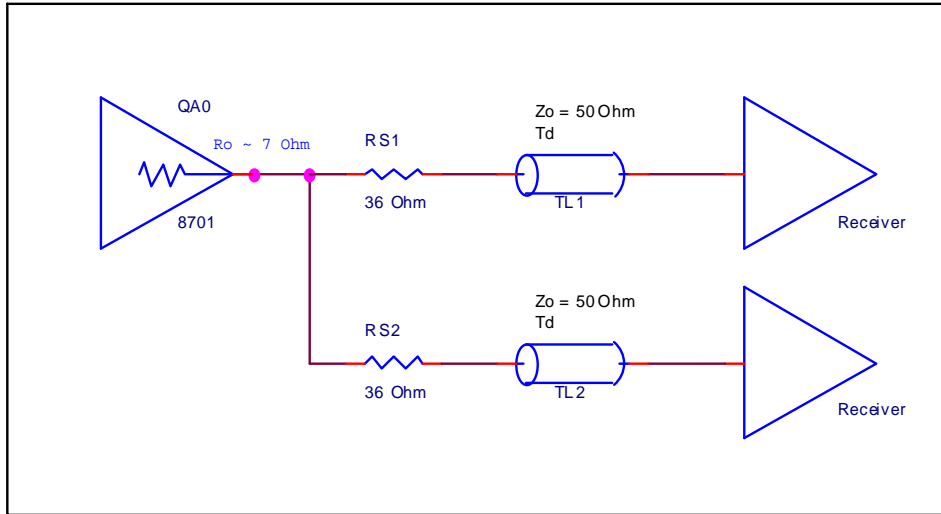 QA0
Ro ~ 7 Ohm
8701
RS1
36 Ohm
Zo = 50 Ohm
Td
TL1
Receiver
RS2
36 Ohm
Zo = 50 Ohm
Td
TL2
Receiver